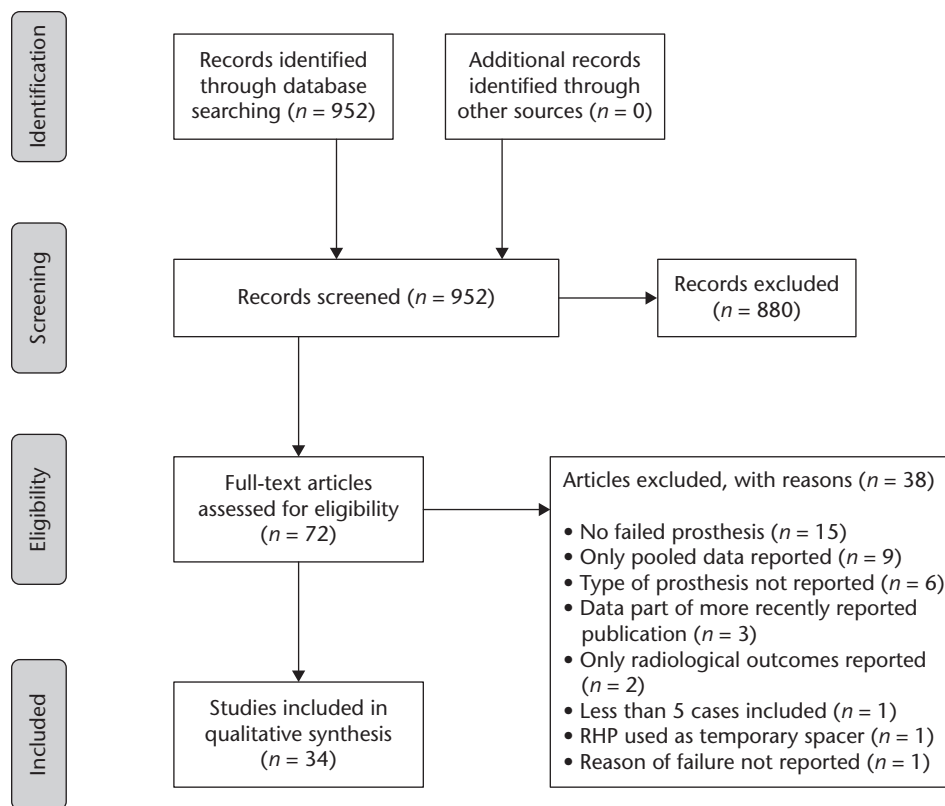 Identification
Records identified
through database
searching (n = 952)
Additional records
identified through
other sources (n = 0)
Screening
Records screened (n = 952)
Records excluded
(n = 880)
Eligibility
Full-text articles
assessed for eligibility
(n = 72)
Articles excluded, with reasons (n = 38)
• No failed prosthesis (n = 15)
• Only pooled data reported (n = 9)
• Type of prosthesis not reported (n = 6)
• Data part of more recently reported
publication (n = 3)
• Only radiological outcomes reported
(n = 2)
• Less than 5 cases included (n = 1)
• RHP used as temporary spacer (n = 1)
• Reason of failure not reported (n = 1)
Included
Studies included in
qualitative synthesis
(n = 34)